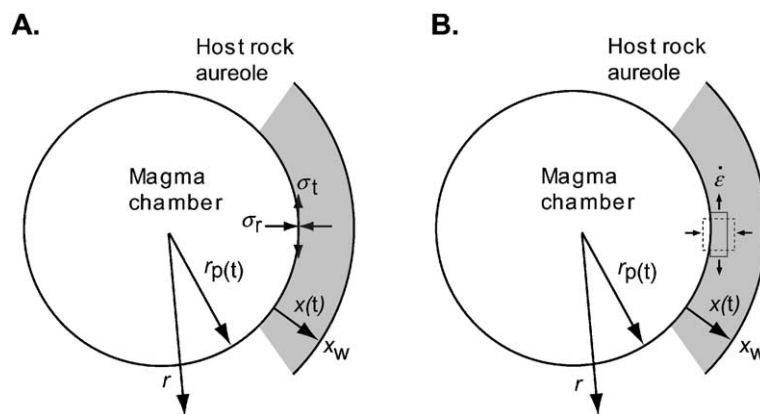 A.
Host rock
aureole
Magma
chamber
σt
σr
rp(t)
x(t)
xw
r
B.
Host rock
aureole
Magma
chamber
ε̇
rp(t)
x(t)
xw
r